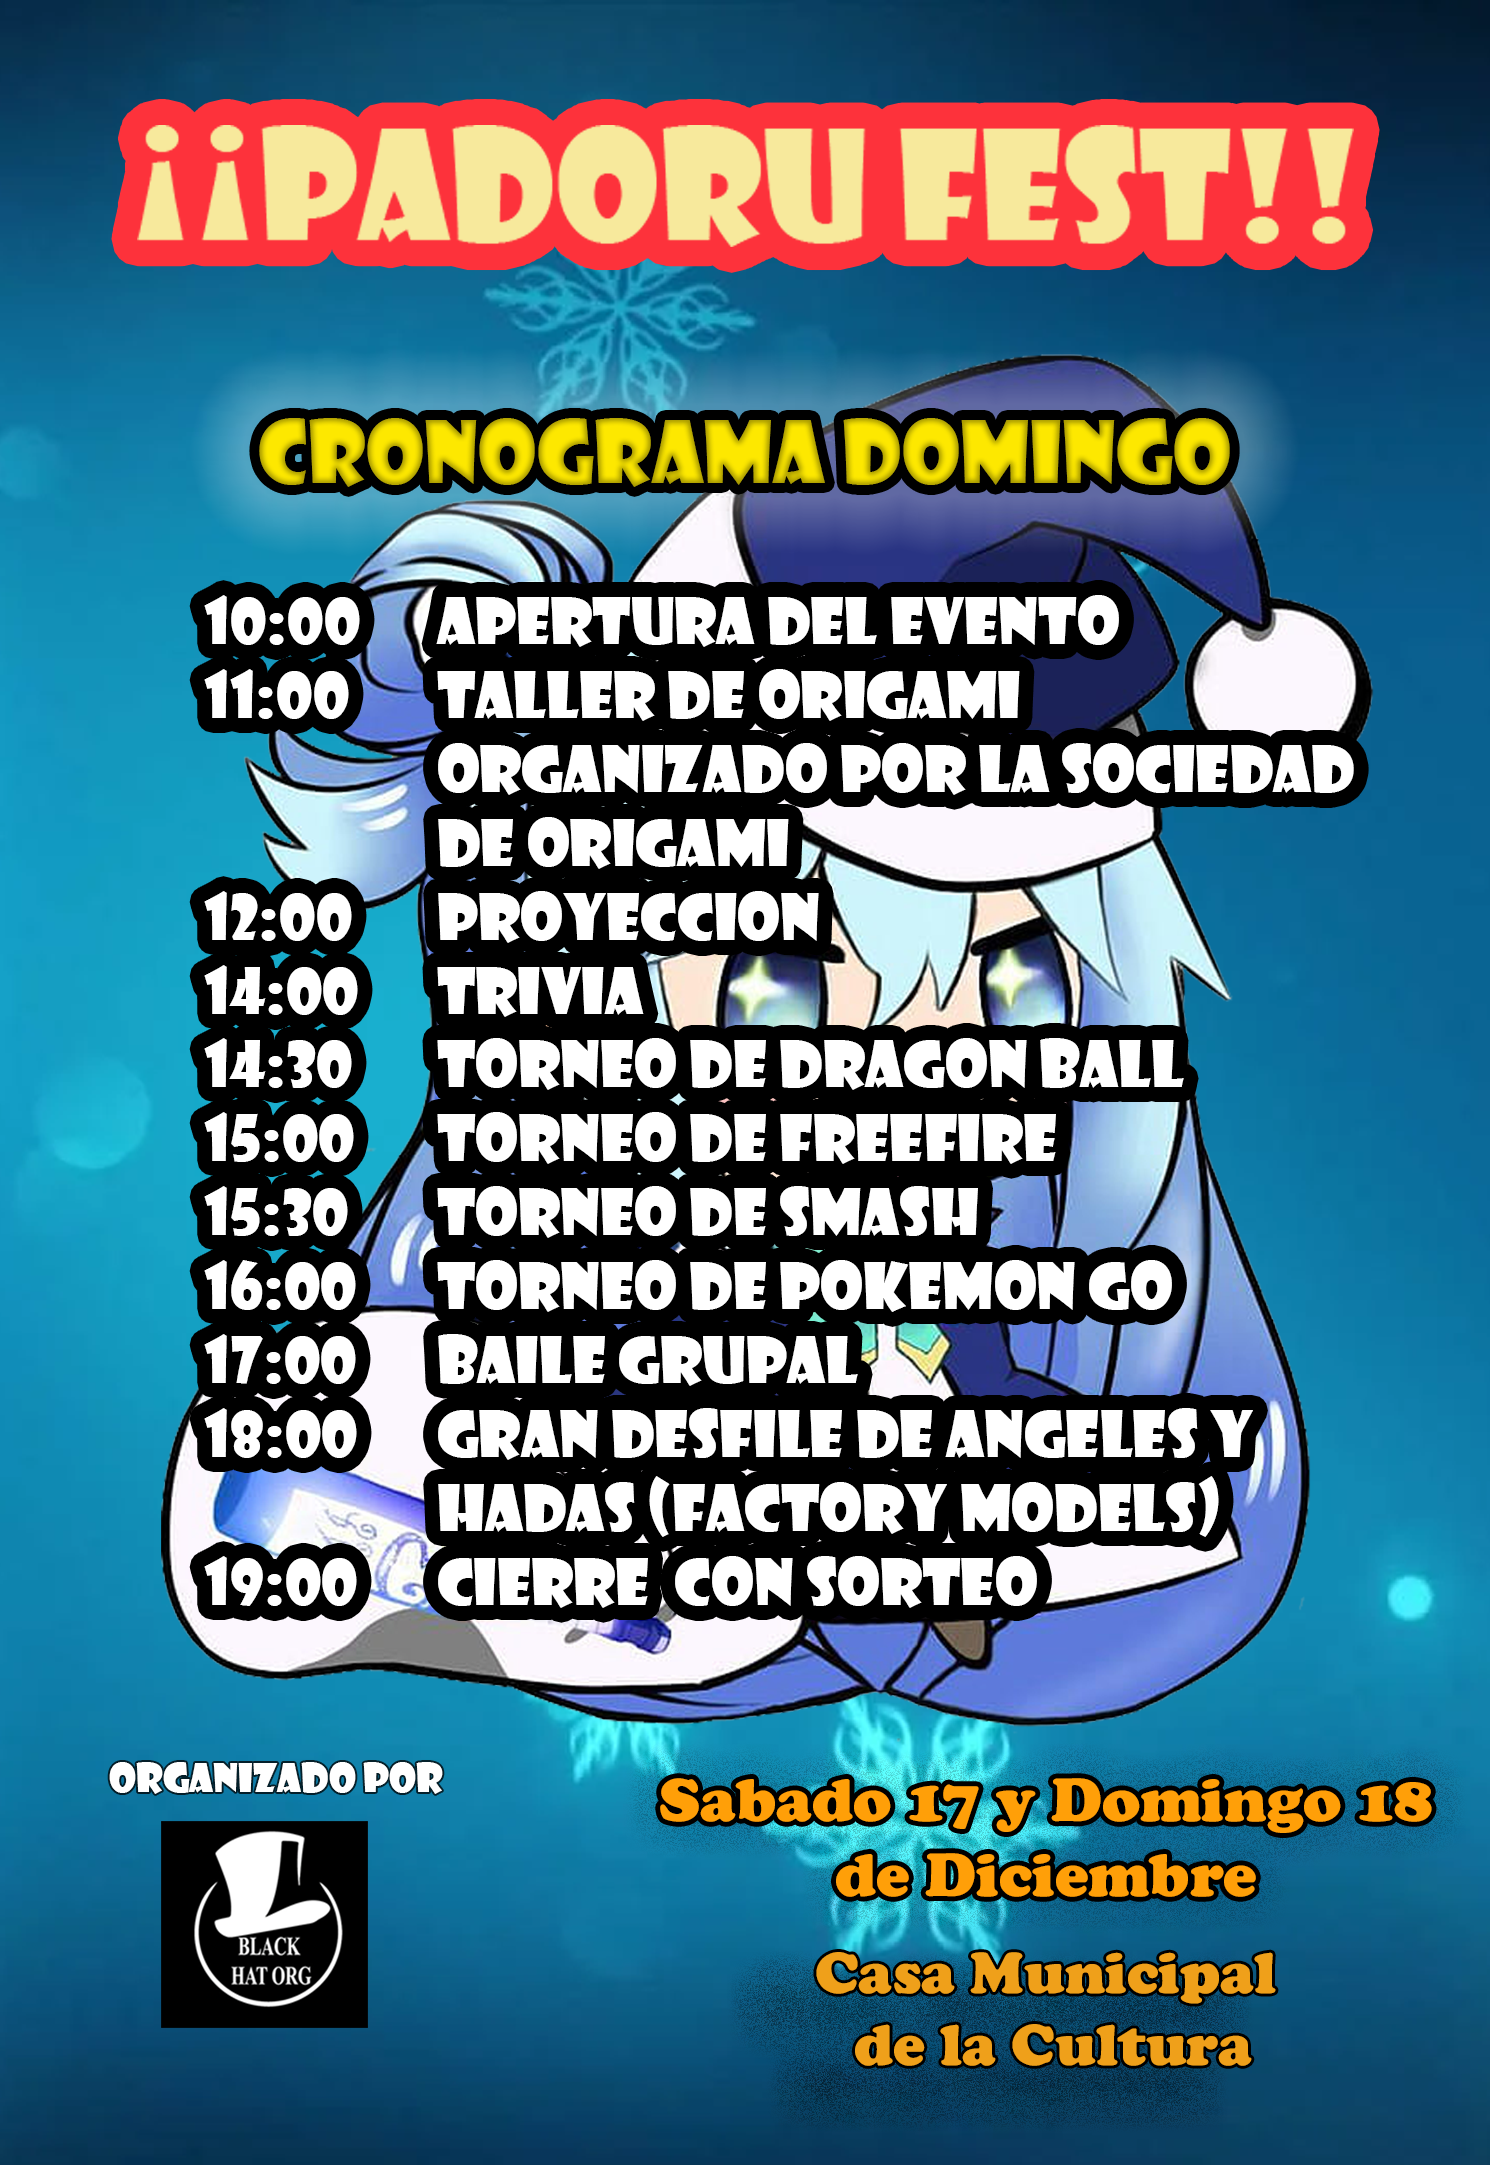 ¡¡PADORU FEST!!
CRONOGRAMA DOMINGO
10:00 APERTURA DEL EVENTO
11:00 TALLER DE ORIGAMI
ORGANIZADO POR LA SOCIEDAD
DE ORIGAMI
12:00 PROYECCION
14:00 TRIVIA
14:30 TORNEO DE DRAGON BALL
15:00 TORNEO DE FREEFIRE
15:30 TORNEO DE SMASH
16:00 TORNEO DE POKEMON GO
17:00 BAILE GRUPAL
18:00 GRAN DESFILE DE ANGELES Y
HADAS (FACTORY MODELS)
19:00 CIERRE CON SORTEO
ORGANIZADO POR
BLACK
HAT ORG
Sabado 17 y Domingo 18
de Diciembre
Casa Municipal
de la Cultura